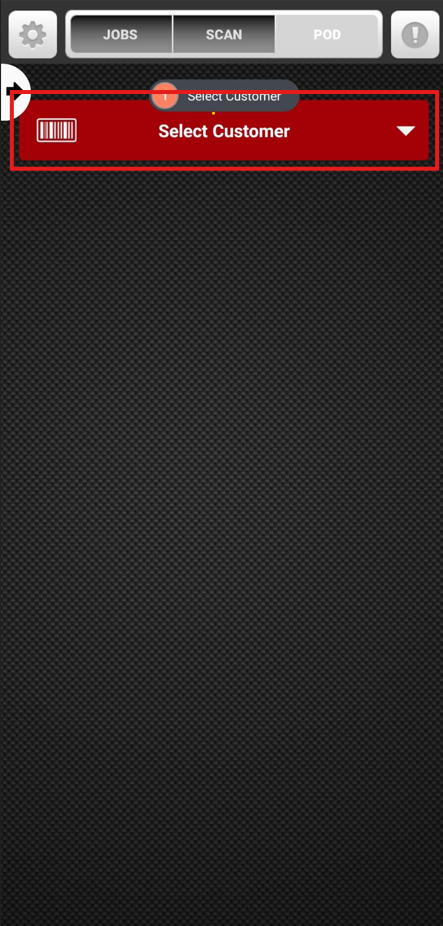 JOBS
SCAN
POD
1 Select Customer
Select Customer